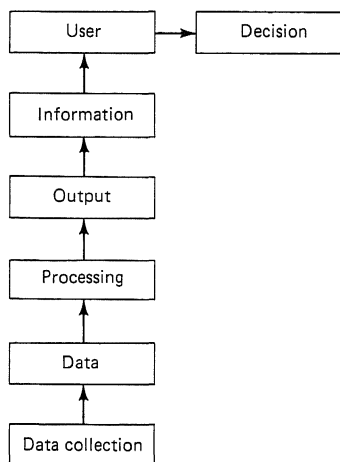 User
Decision
Information
Output
Processing
Data
Data collection